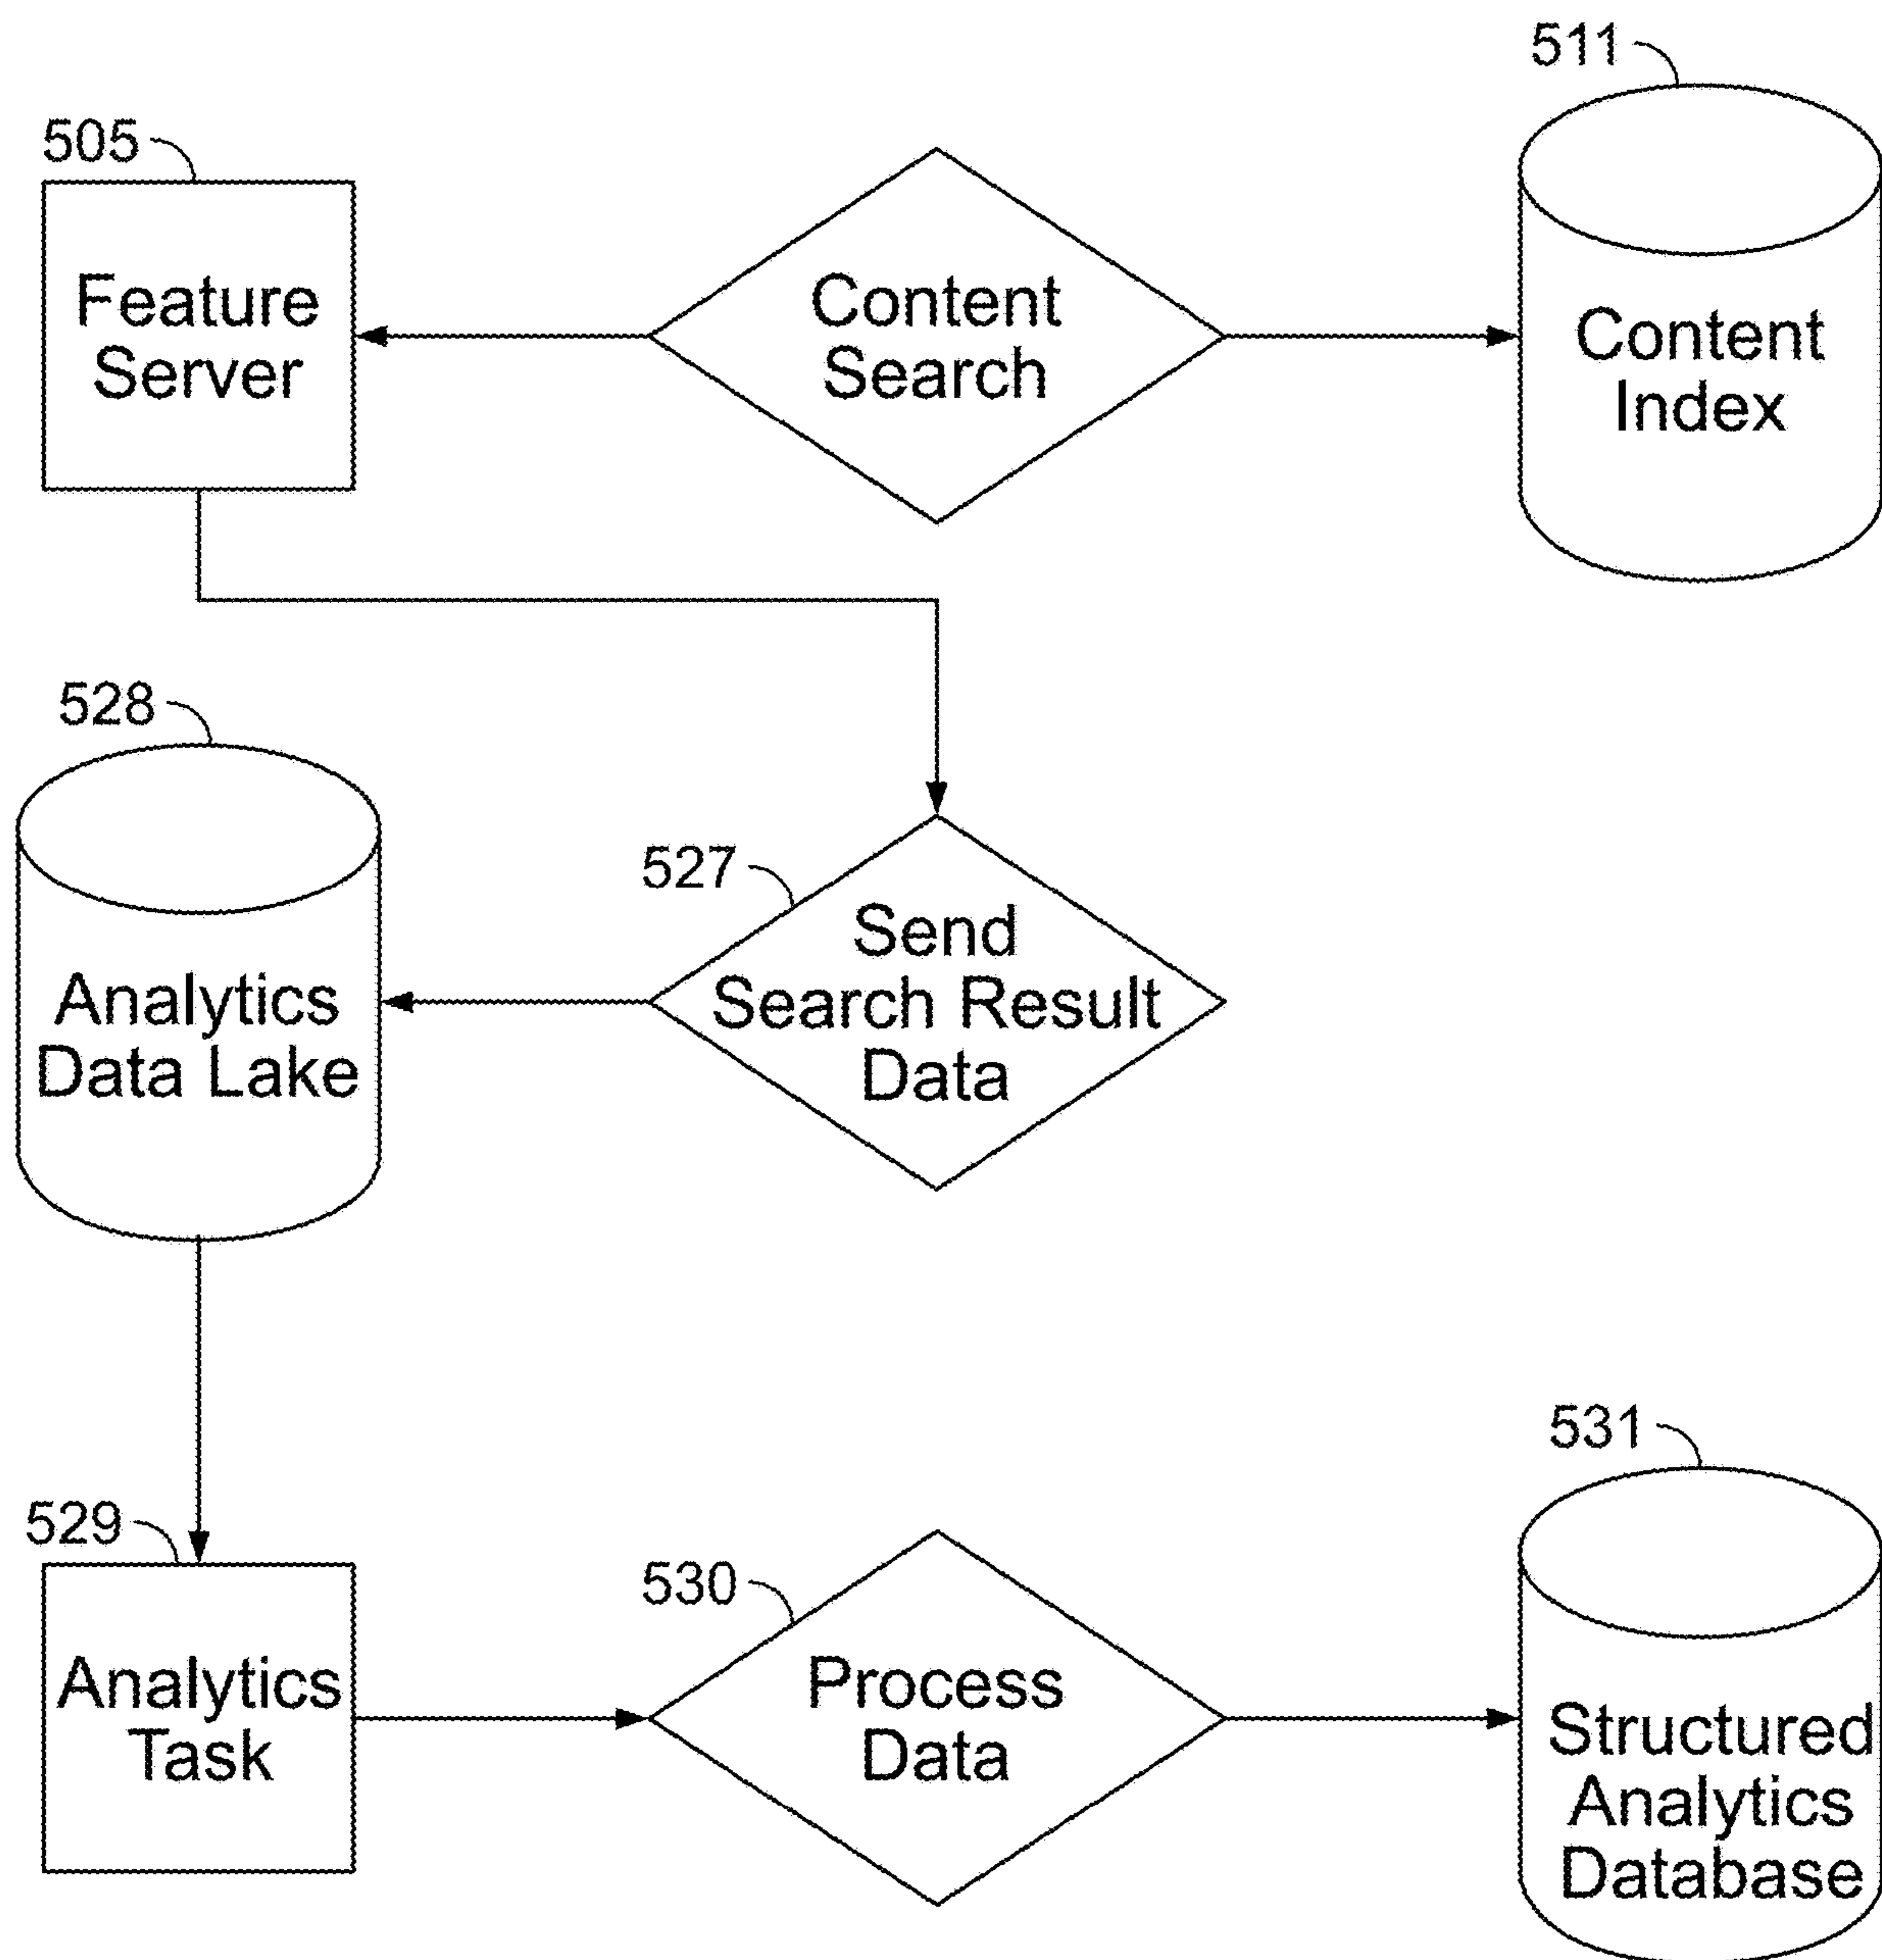 511
505
Feature
Server
Content
Search
Content
Index
528
527
Send
Search Result
Data
Analytics
Data Lake
531
529
530
Analytics
Task
Process
Data
Structured
Analytics
Database